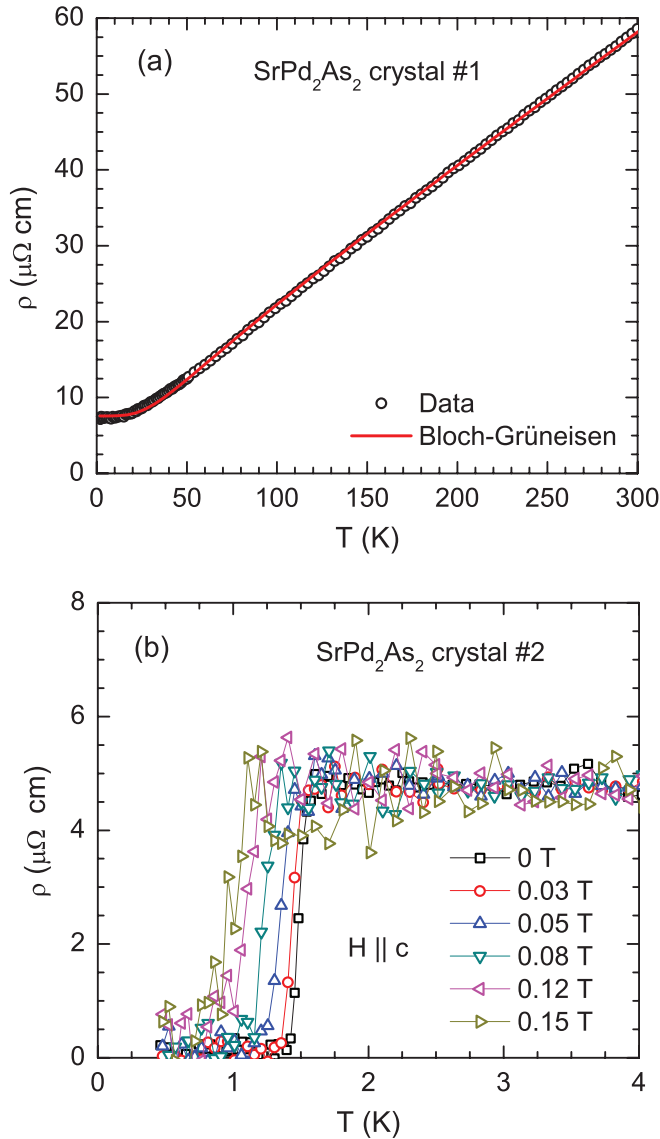 (a)
SrPd₂As₂ crystal #1
60
50
40
30
20
10
0
ρ (μΩ cm)
Data
Bloch-Grüneisen
0 50 100 150 200 250 300
T (K)
(b)
SrPd₂As₂ crystal #2
8
6
4
2
0
ρ (μΩ cm)
H || c
0 T
0.03 T
0.05 T
0.08 T
0.12 T
0.15 T
0 1 2 3 4
T (K)